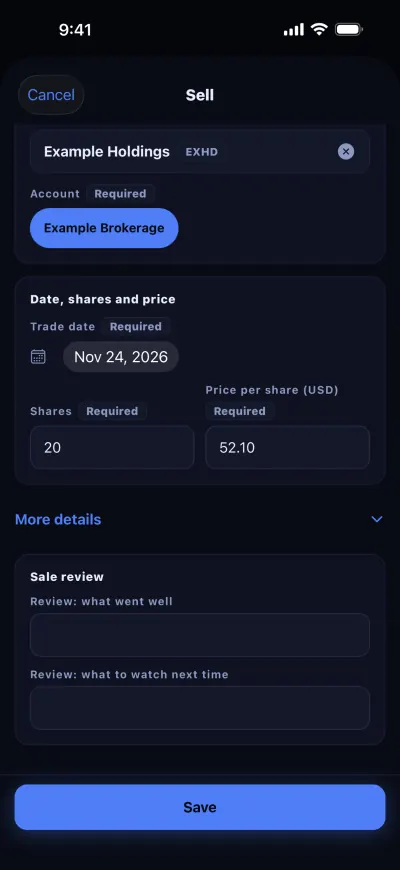 9:41
Cancel
Sell
Example Holdings EXHD
Account Required
Example Brokerage
Date, shares and price
Trade date Required
Nov 24, 2026
Shares Required
Price per share (USD)
Required
20
52.10
More details
Sale review
Review: what went well
Review: what to watch next time
Save